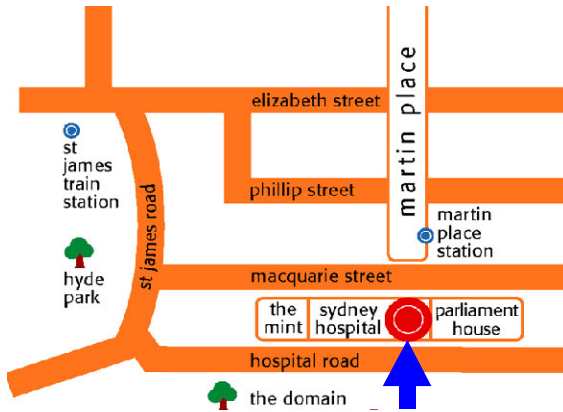 elizabeth street
martin place
st
james
train
station
phillip street
martin
place
station
st james road
hyde
park
macquarie street
the
mint
sydney
hospital
parliament
house
hospital road
the domain